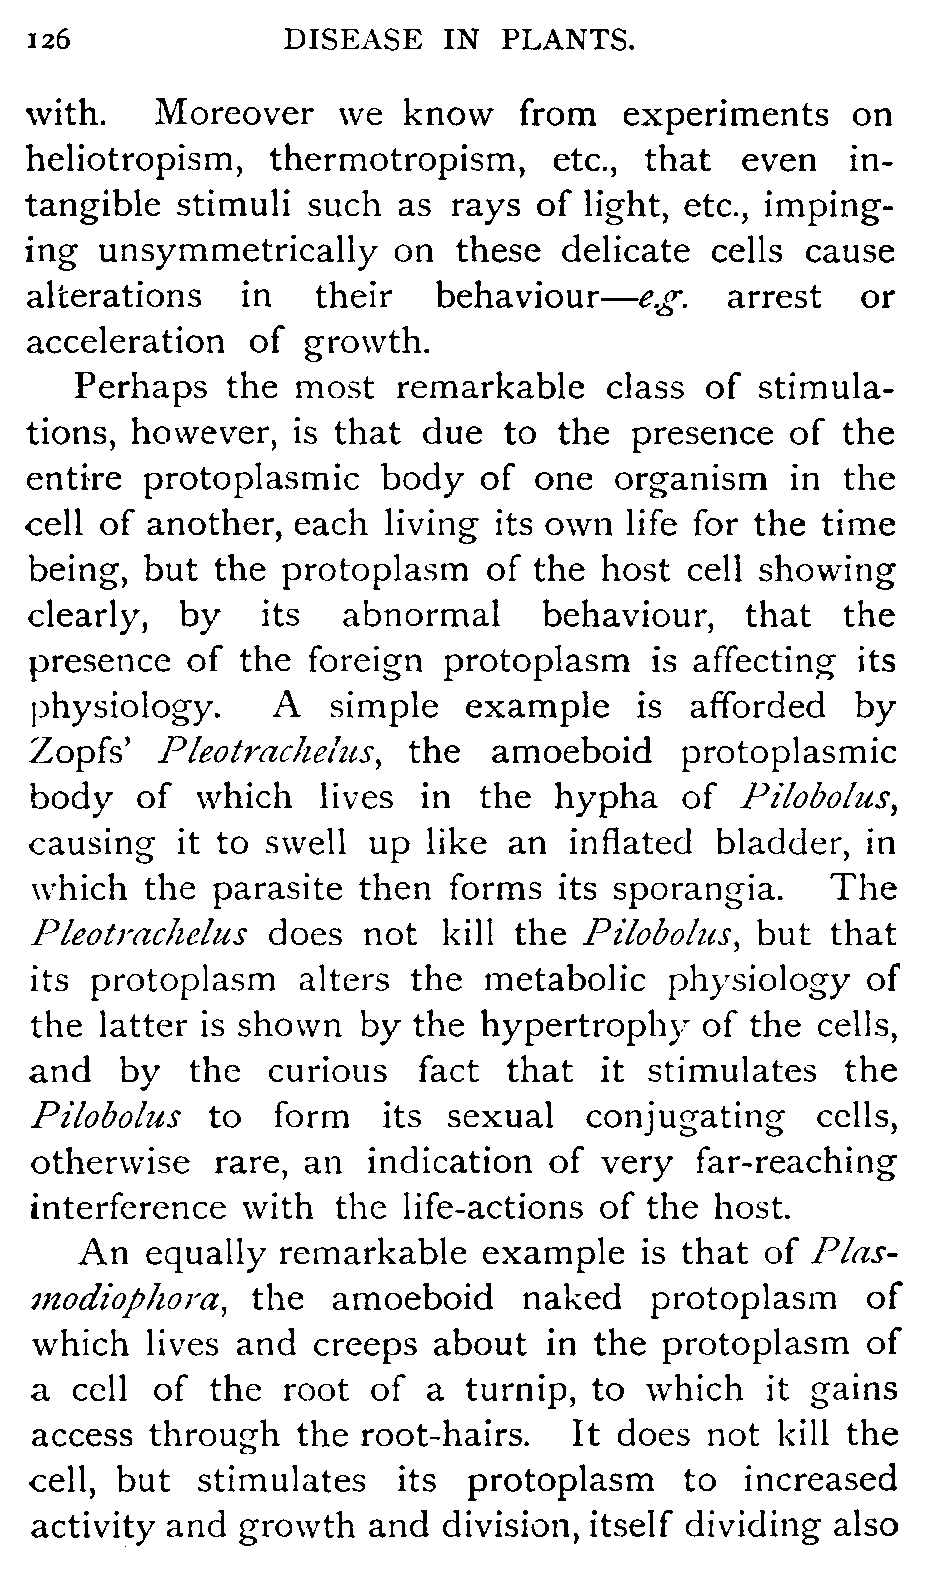 126 DISEASE IN PLANTS.
with. Moreover we know from experiments on
heliotropism, thermotropism, etc., that even in-
tangible stimuli such as rays of light, etc., imping-
ing unsymmetrically on these delicate cells cause
alterations in their behaviour—e.g. arrest or
acceleration of growth.
Perhaps the most remarkable class of stimula-
tions, however, is that due to the presence of the
entire protoplasmic body of one organism in the
cell of another, each living its own life for the time
being, but the protoplasm of the host cell showing
clearly, by its abnormal behaviour, that the
presence of the foreign protoplasm is affecting its
physiology. A simple example is afforded by
Zopfs' Pleotrachelus, the amoeboid protoplasmic
body of which lives in the hypha of Pilobolus,
causing it to swell up like an inflated bladder, in
which the parasite then forms its sporangia. The
Pleotrachelus does not kill the Pilobolus, but that
its protoplasm alters the metabolic physiology of
the latter is shown by the hypertrophy of the cells,
and by the curious fact that it stimulates the
Pilobolus to form its sexual conjugating cells,
otherwise rare, an indication of very far-reaching
interference with the life-actions of the host.
An equally remarkable example is that of Plas-
modiophora, the amoeboid naked protoplasm of
which lives and creeps about in the protoplasm of
a cell of the root of a turnip, to which it gains
access through the root-hairs. It does not kill the
cell, but stimulates its protoplasm to increased
activity and growth and division, itself dividing also